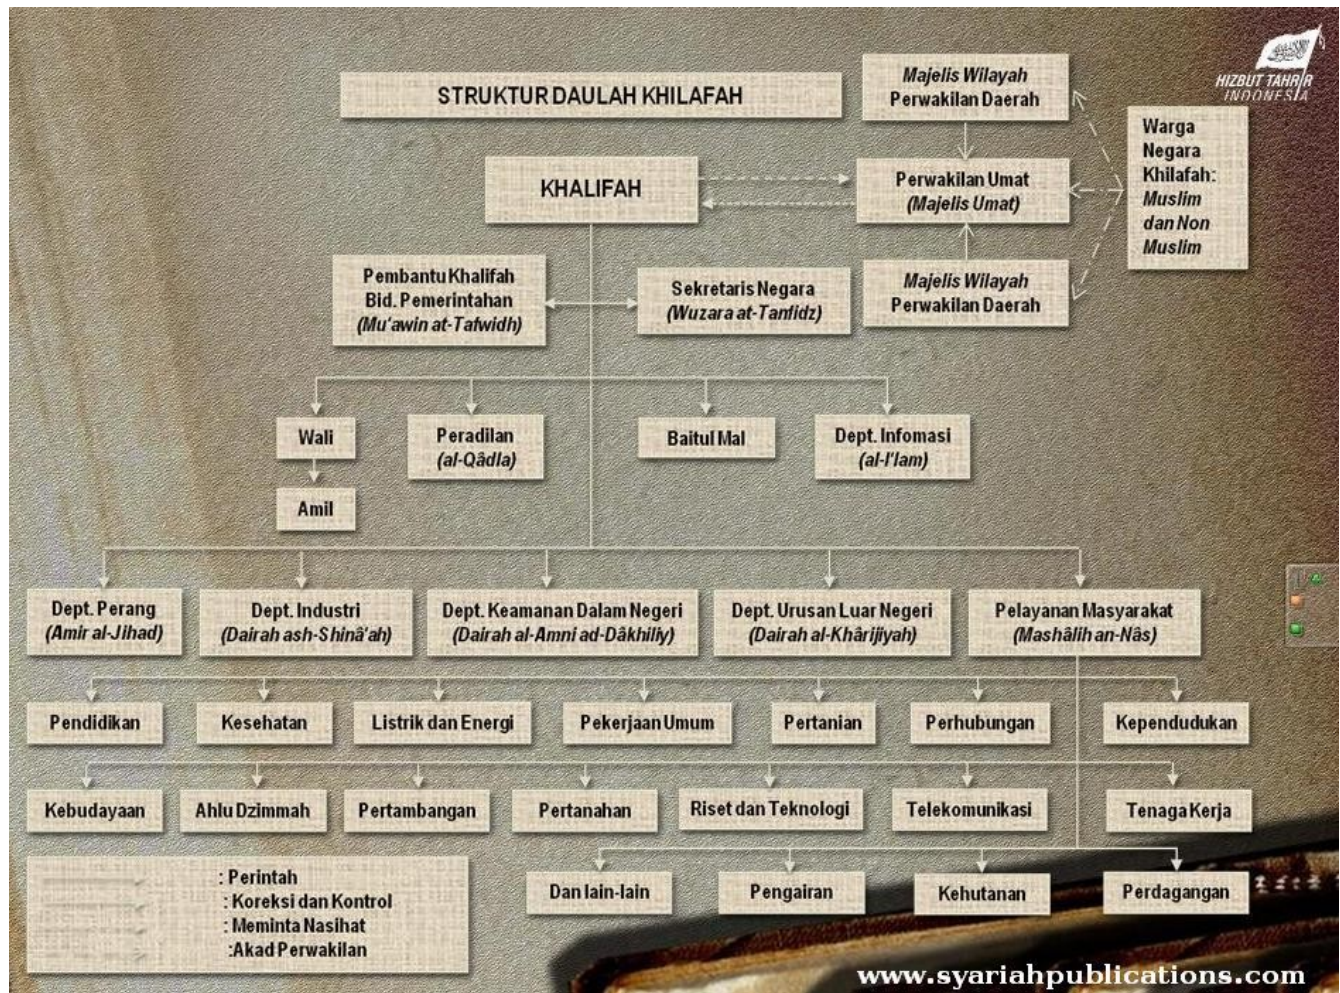 STRUKTUR DAULAH KHILAFAH
Majelis Wilayah
Perwakilan Daerah
HIZBUT TAHRIR
INDONESIA
Warga
Negara
Khilafah:
Muslim
dan Non
Muslim
KHALIFAH
Perwakilan Umat
(Majelis Umat)
Majelis Wilayah
Perwakilan Daerah
Pembantu Khalifah
Bid. Pemerintahan
(Mu'awin at-Tafwidh)
Sekretaris Negara
(Wuzara at-Tanfidz)
Wali
Peradilan
(al-Qâdla)
Baitul Mal
Dept. Infomasi
(al-I'lam)
Amil
Dept. Perang
(Amir al-Jihad)
Dept. Industri
(Dairah ash-Shinâ'ah)
Dept. Keamanan Dalam Negeri
(Dairah al-Amni ad-Dâkhiliy)
Dept. Urusan Luar Negeri
(Dairah al-Khârijiyah)
Pelayanan Masyarakat
(Mashâlih an-Nâs)
Pendidikan
Kesehatan
Listrik dan Energi
Pekerjaan Umum
Pertanian
Perhubungan
Kependudukan
Kebudayaan
Ahlu Dzimmah
Pertambangan
Pertanahan
Riset dan Teknologi
Telekomunikasi
Tenaga Kerja
Dan lain-lain
Pengairan
Kehutanan
Perdagangan
: Perintah
: Koreksi dan Kontrol
: Meminta Nasihat
:Akad Perwakilan
www.syariahpublications.com